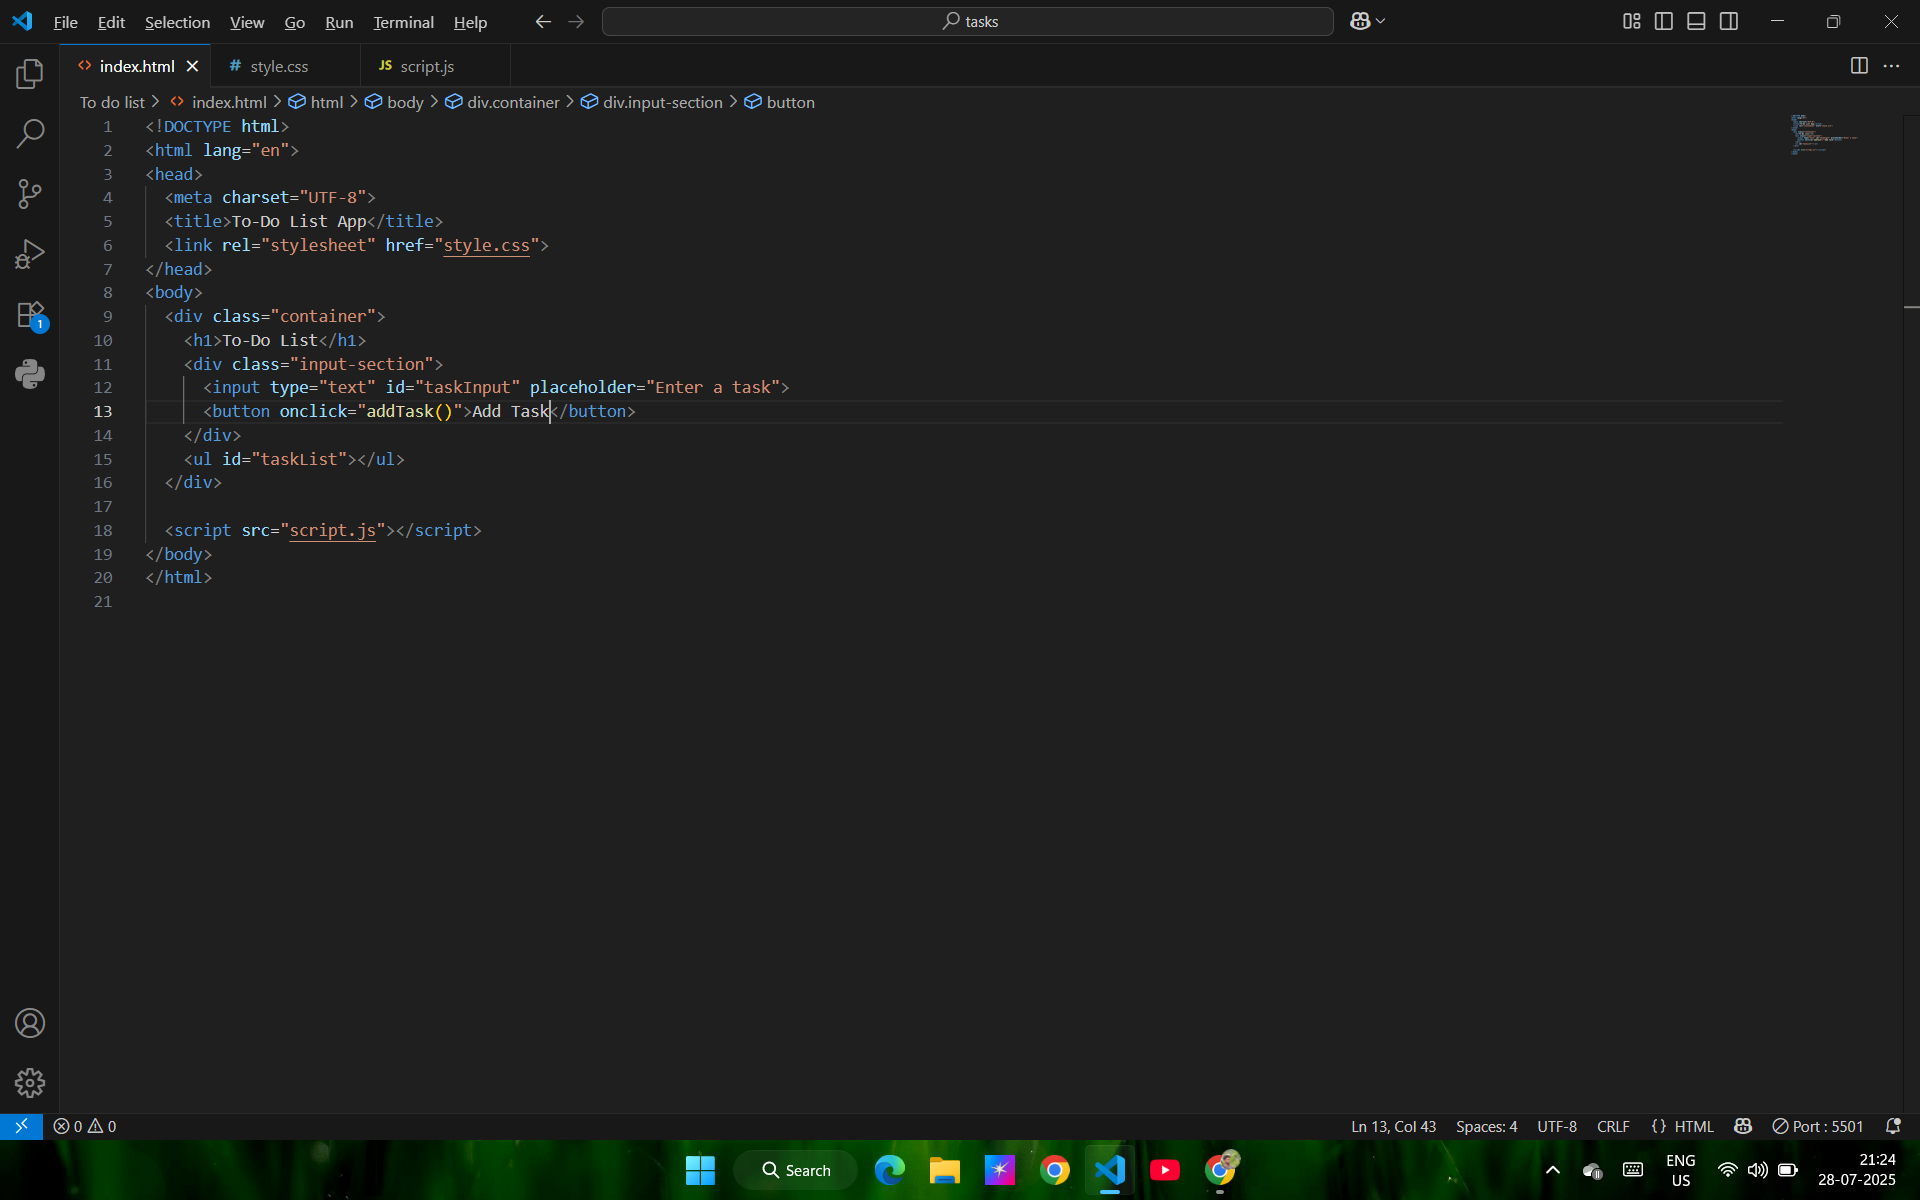 File Edit Selection View Go Run Terminal Help tasks
index.html style.css JS script.js
To do list > index.html > html > body > div.container > div.input-section > button
1 <!DOCTYPE html>
2 <html lang="en">
3 <head>
4 <meta charset="UTF-8">
5 <title>To-Do List App</title>
6 <link rel="stylesheet" href="style.css">
7 </head>
8 <body>
9 <div class="container">
10 <h1>To-Do List</h1>
11 <div class="input-section">
12 <input type="text" id="taskInput" placeholder="Enter a task">
13 <button onclick="addTask()">Add Task</button>
14 </div>
15 <ul id="taskList"></ul>
16 </div>
17
18 <script src="script.js"></script>
19 </body>
20 </html>
21
1
0 0 Ln 13, Col 43 Spaces: 4 UTF-8 CRLF {} HTML Port : 5501
Search ENG US 21:24 28-07-2025